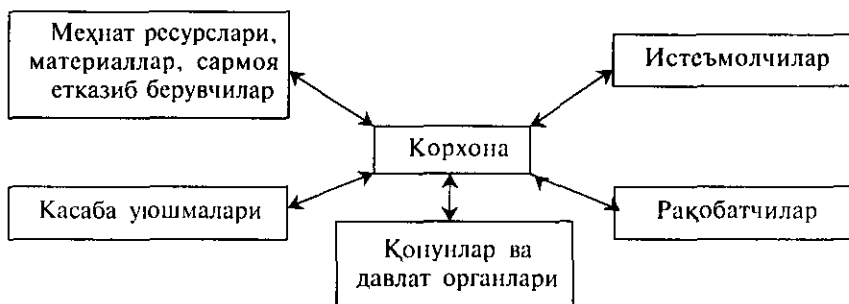 Меҳнат ресурслари,
материаллар, сармоя
етказиб берувчилар
Истеъмолчилар
Корхона
Касаба уюшмалари
Рақобатчилар
Қонунлар ва
давлат органлари